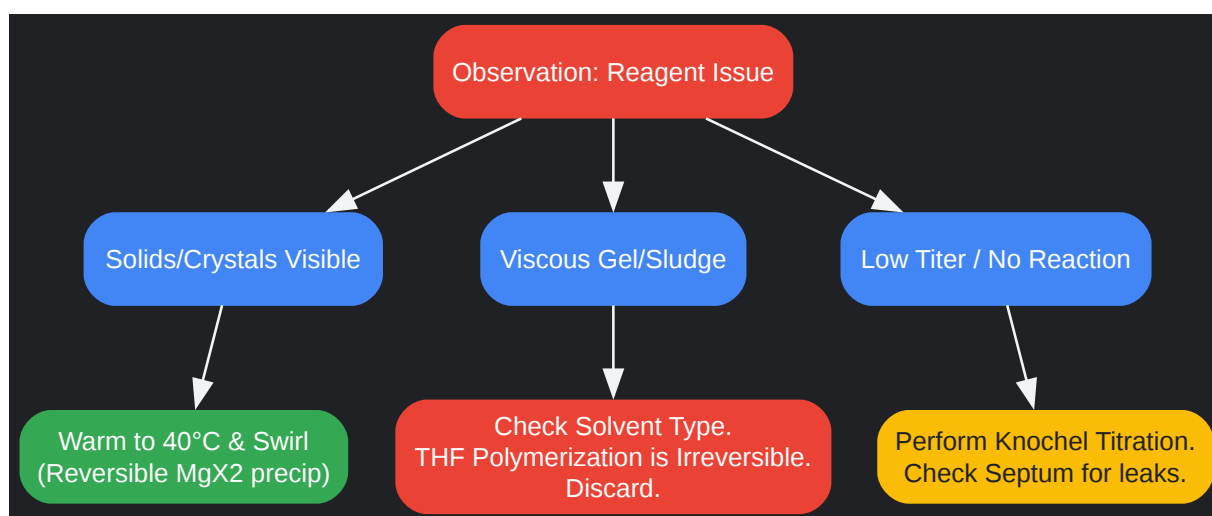 Observation: Reagent Issue
Solids/Crystals Visible
Viscous Gel/Sludge
Low Titer / No Reaction
Warm to 40°C & Swirl
(Reversible MgX2 precip)
Check Solvent Type.
THF Polymerization is Irreversible.
Discard.
Perform Knochel Titration.
Check Septum for leaks.